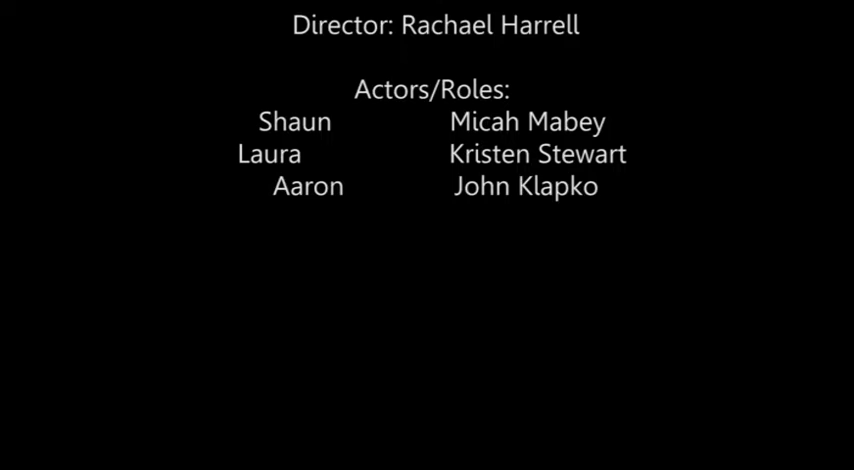 Director: Rachael Harrell
Actors/Roles:
Shaun Micah Mabey
Laura Kristen Stewart
Aaron John Klapko